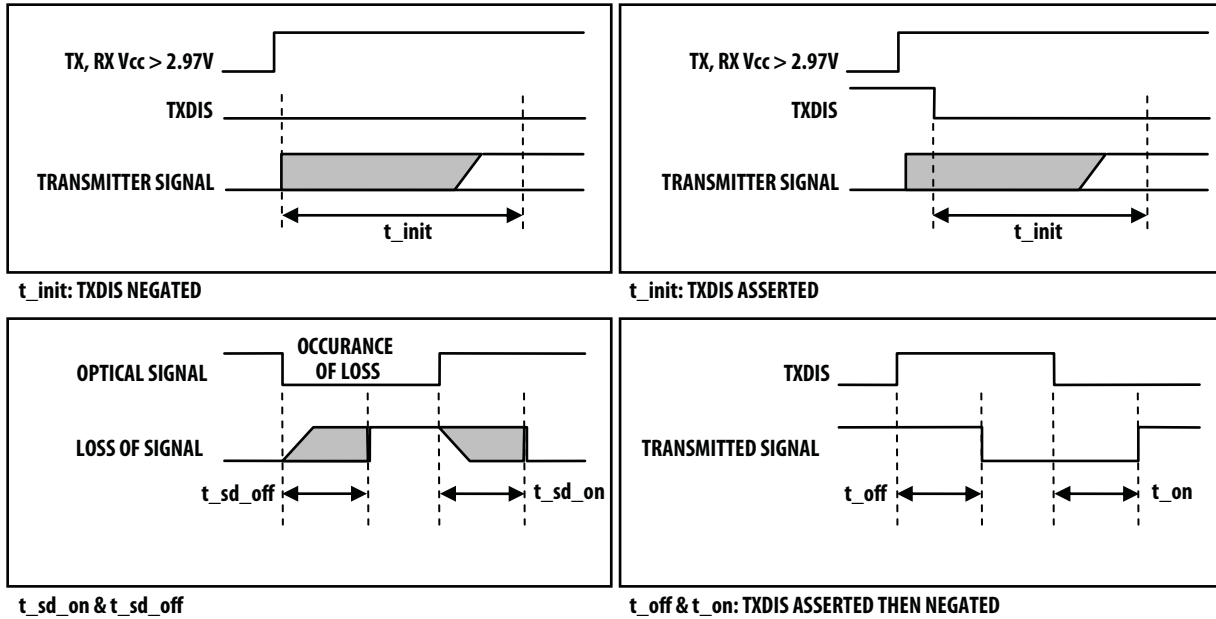 TX, RX Vcc > 2.97V
TXDIS
TRANSMITTER SIGNAL
t_init
t_init: TXDIS NEGATED
TX, RX Vcc > 2.97V
TXDIS
TRANSMITTER SIGNAL
t_init
t_init: TXDIS ASSERTED
OPTICAL SIGNAL
OCCURANCE
OF LOSS
LOSS OF SIGNAL
t_sd_off
t_sd_on
t_sd_on & t_sd_off
TXDIS
TRANSMITTED SIGNAL
t_off
t_on
t_off & t_on: TXDIS ASSERTED THEN NEGATED